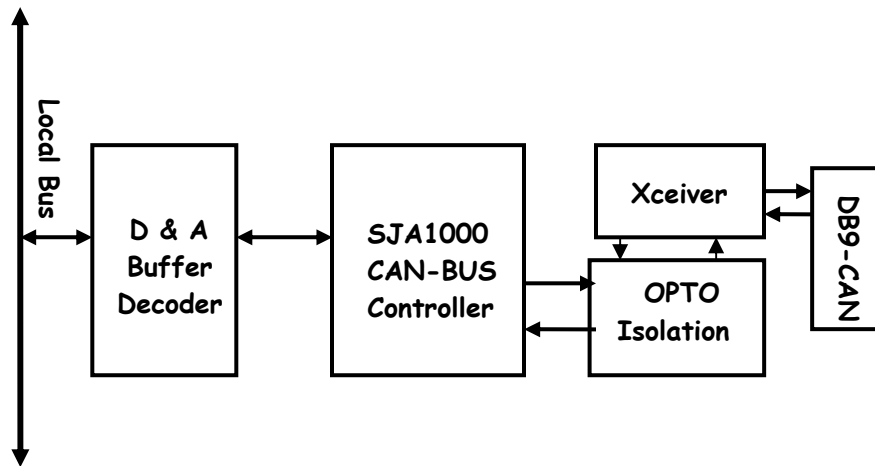 Local Bus
D & A
Buffer
Decoder
SJA1000
CAN-BUS
Controller
Xceiver
OPTO
Isolation
DB9-CAN